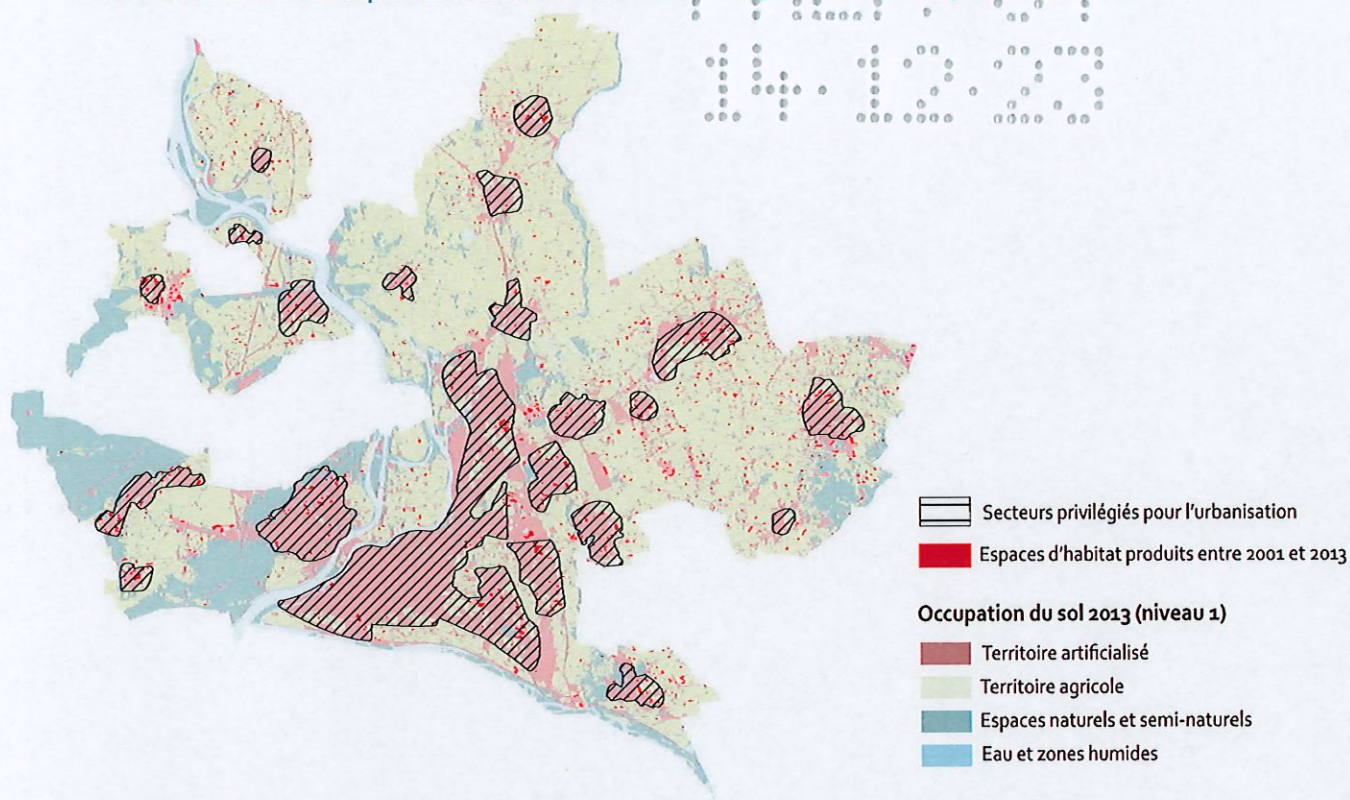 14·12·23
Secteurs privilégiés pour l'urbanisation
Espaces d'habitat produits entre 2001 et 2013
Occupation du sol 2013 (niveau 1)
Territoire artificialisé
Territoire agricole
Espaces naturels et semi-naturels
Eau et zones humides